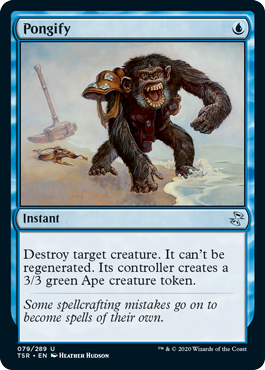 Pongify
Instant
Destroy target creature. It can't be
regenerated. Its controller creates a
3/3 green Ape creature token.
Some spellcrafting mistakes go on to
become spells of their own.
079/289 U
TSR • EN HEATHER HUDSON
™ & © 2020 Wizards of the Coast